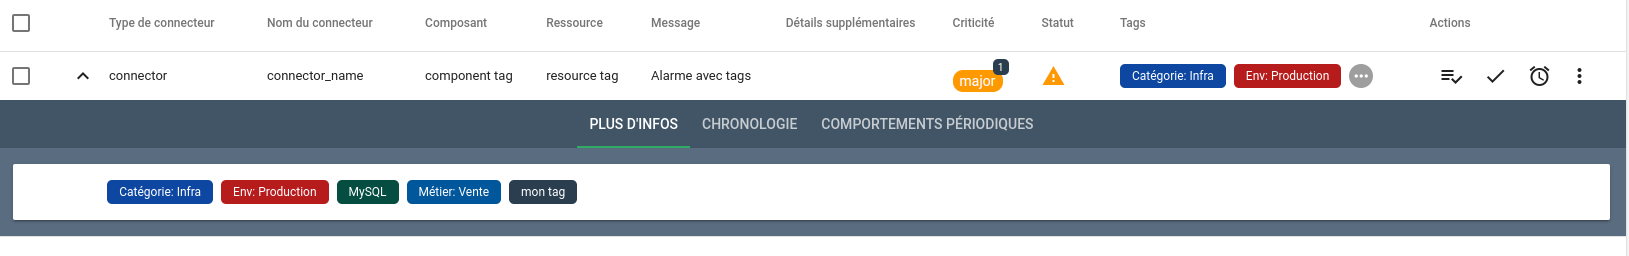 Type de connecteur Nom du connecteur Composant Ressource Message Détails supplémentaires Criticité Statut Tags Actions
connector connector_name component tag resource tag Alarme avec tags major 1 Catégorie: Infra Env: Production
PLUS D'INFOS CHRONOLOGIE COMPORTEMENTS PÉRIODIQUES
Catégorie: Infra Env: Production MySQL Métier: Vente mon tag